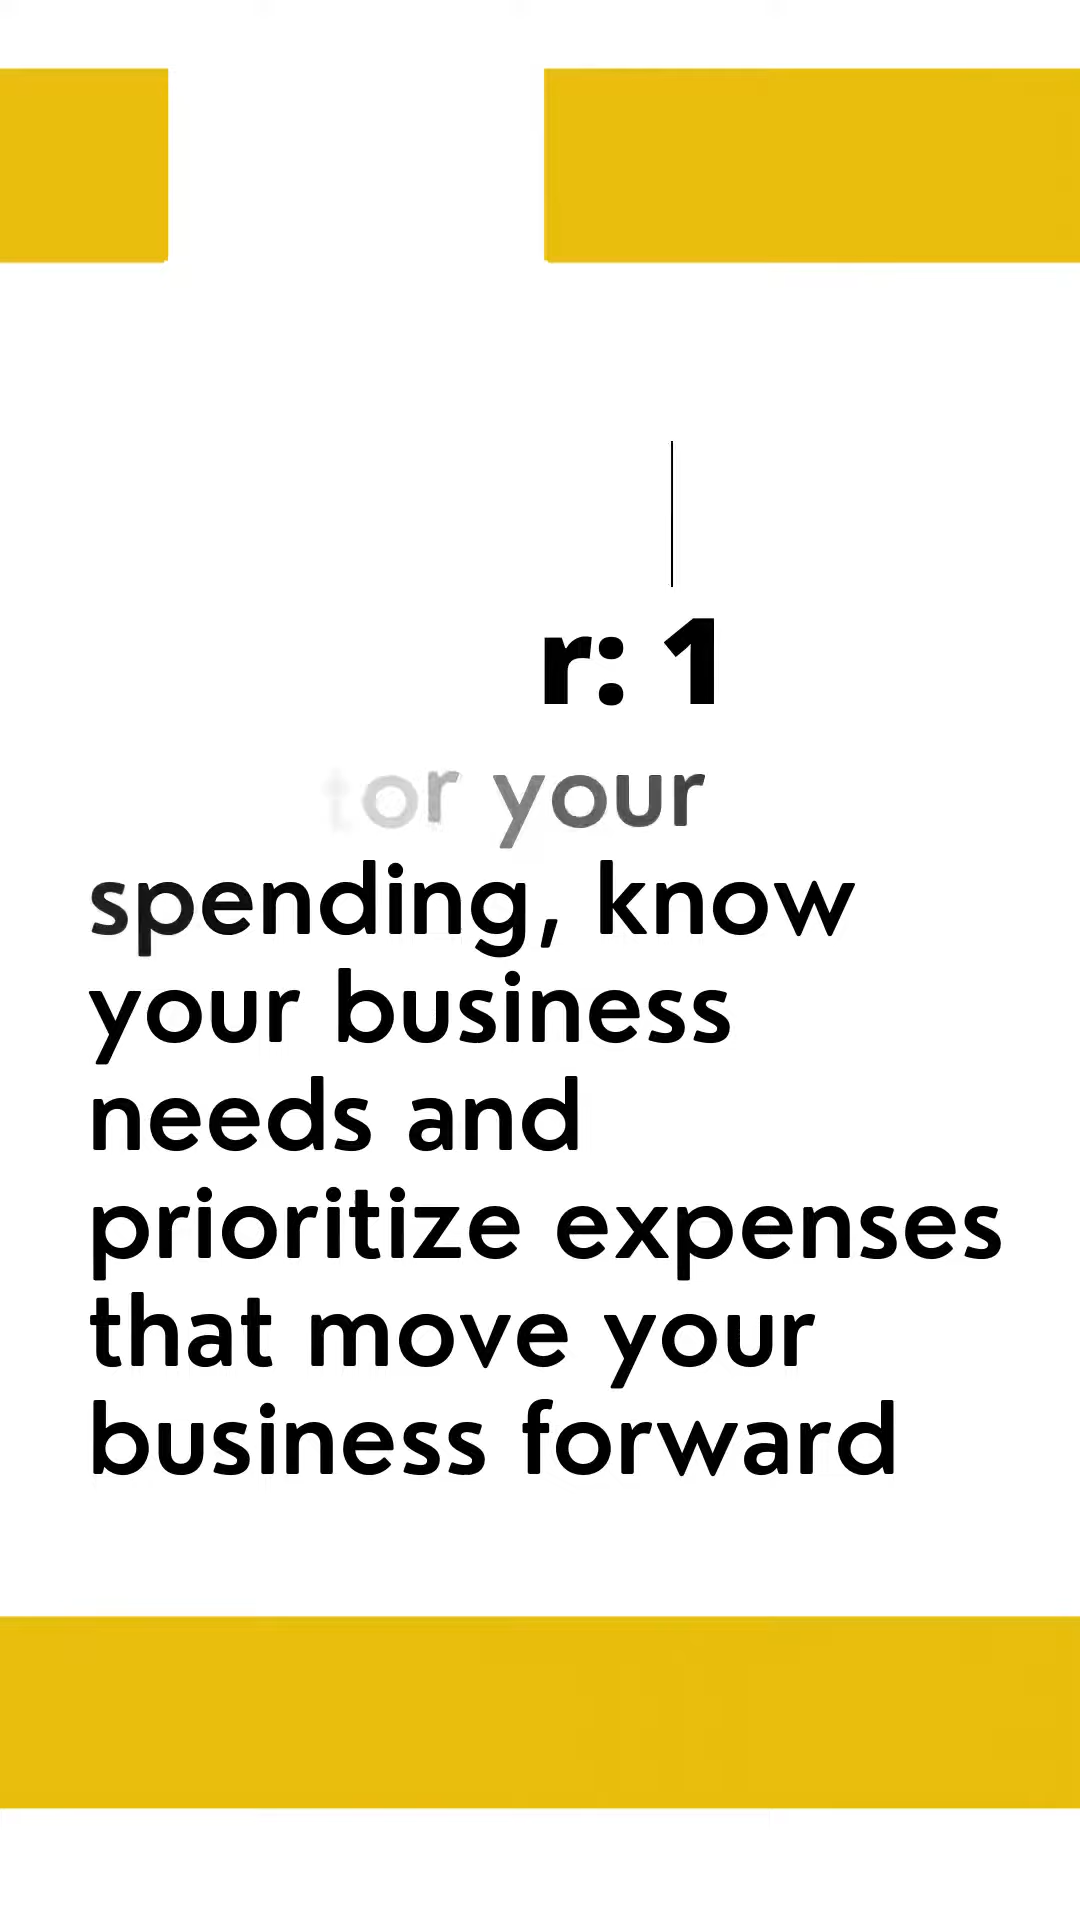 r: 1
tor your
spending, know
your business
needs and
prioritize expenses
that move your
business forward